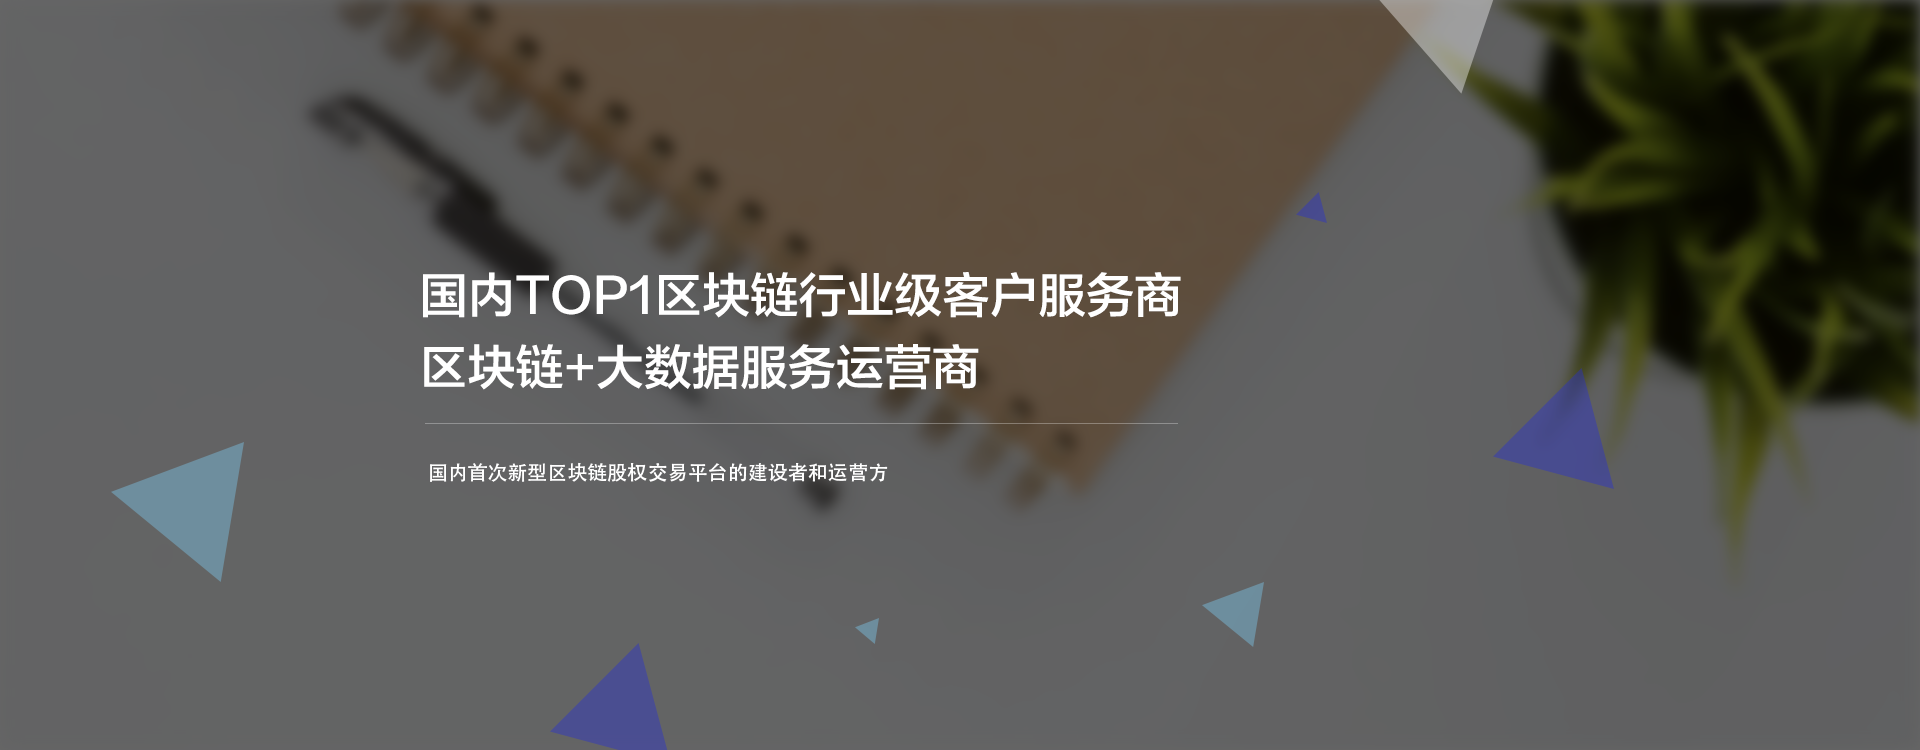 国内TOP1区块链行业级客户服务商
区块链+大数据服务运营商
国内首次新型区块链股权交易平台的建设者和运营方